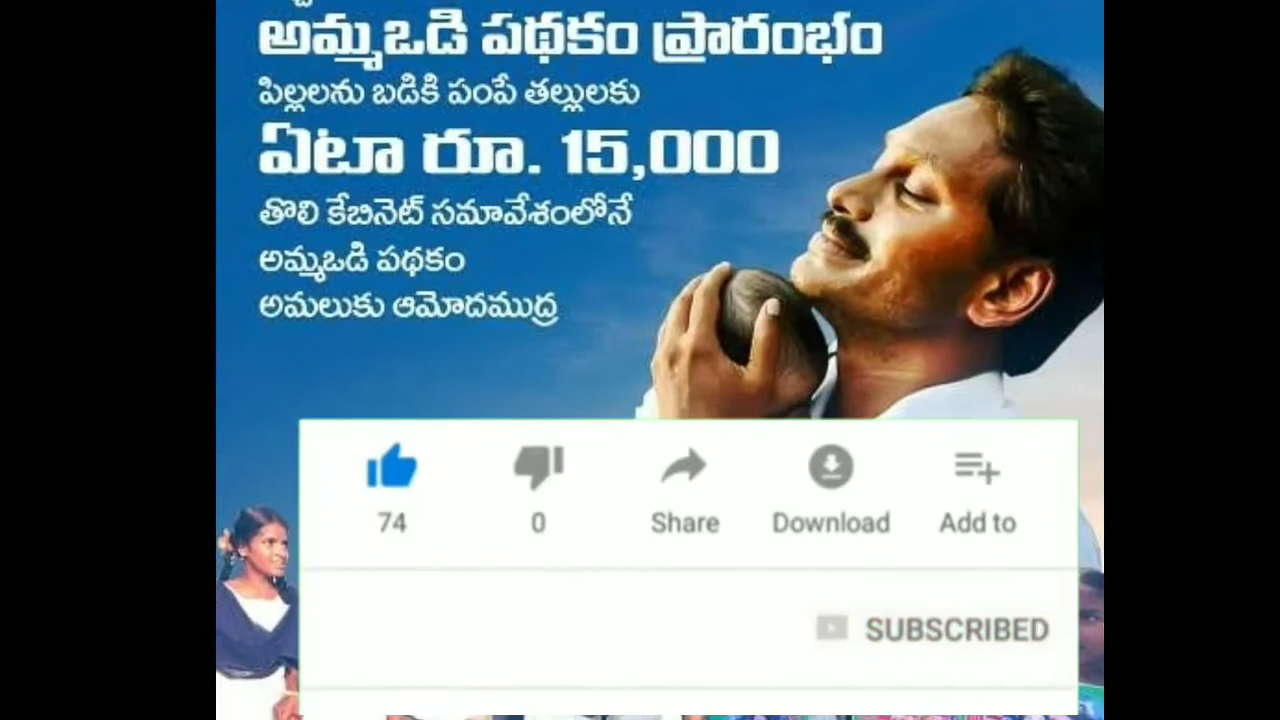 అమ్మఒడి పథకం ప్రారంభం
పిల్లలను బడికి పంపే తల్లులకు
ఏటా రూ. 15,000
తొలి కేబినెట్ సమావేశంలోనే
అమ్మఒడి పథకం
అమలుకు ఆమోదముద్ర
74 0 Share Download Add to
SUBSCRIBED